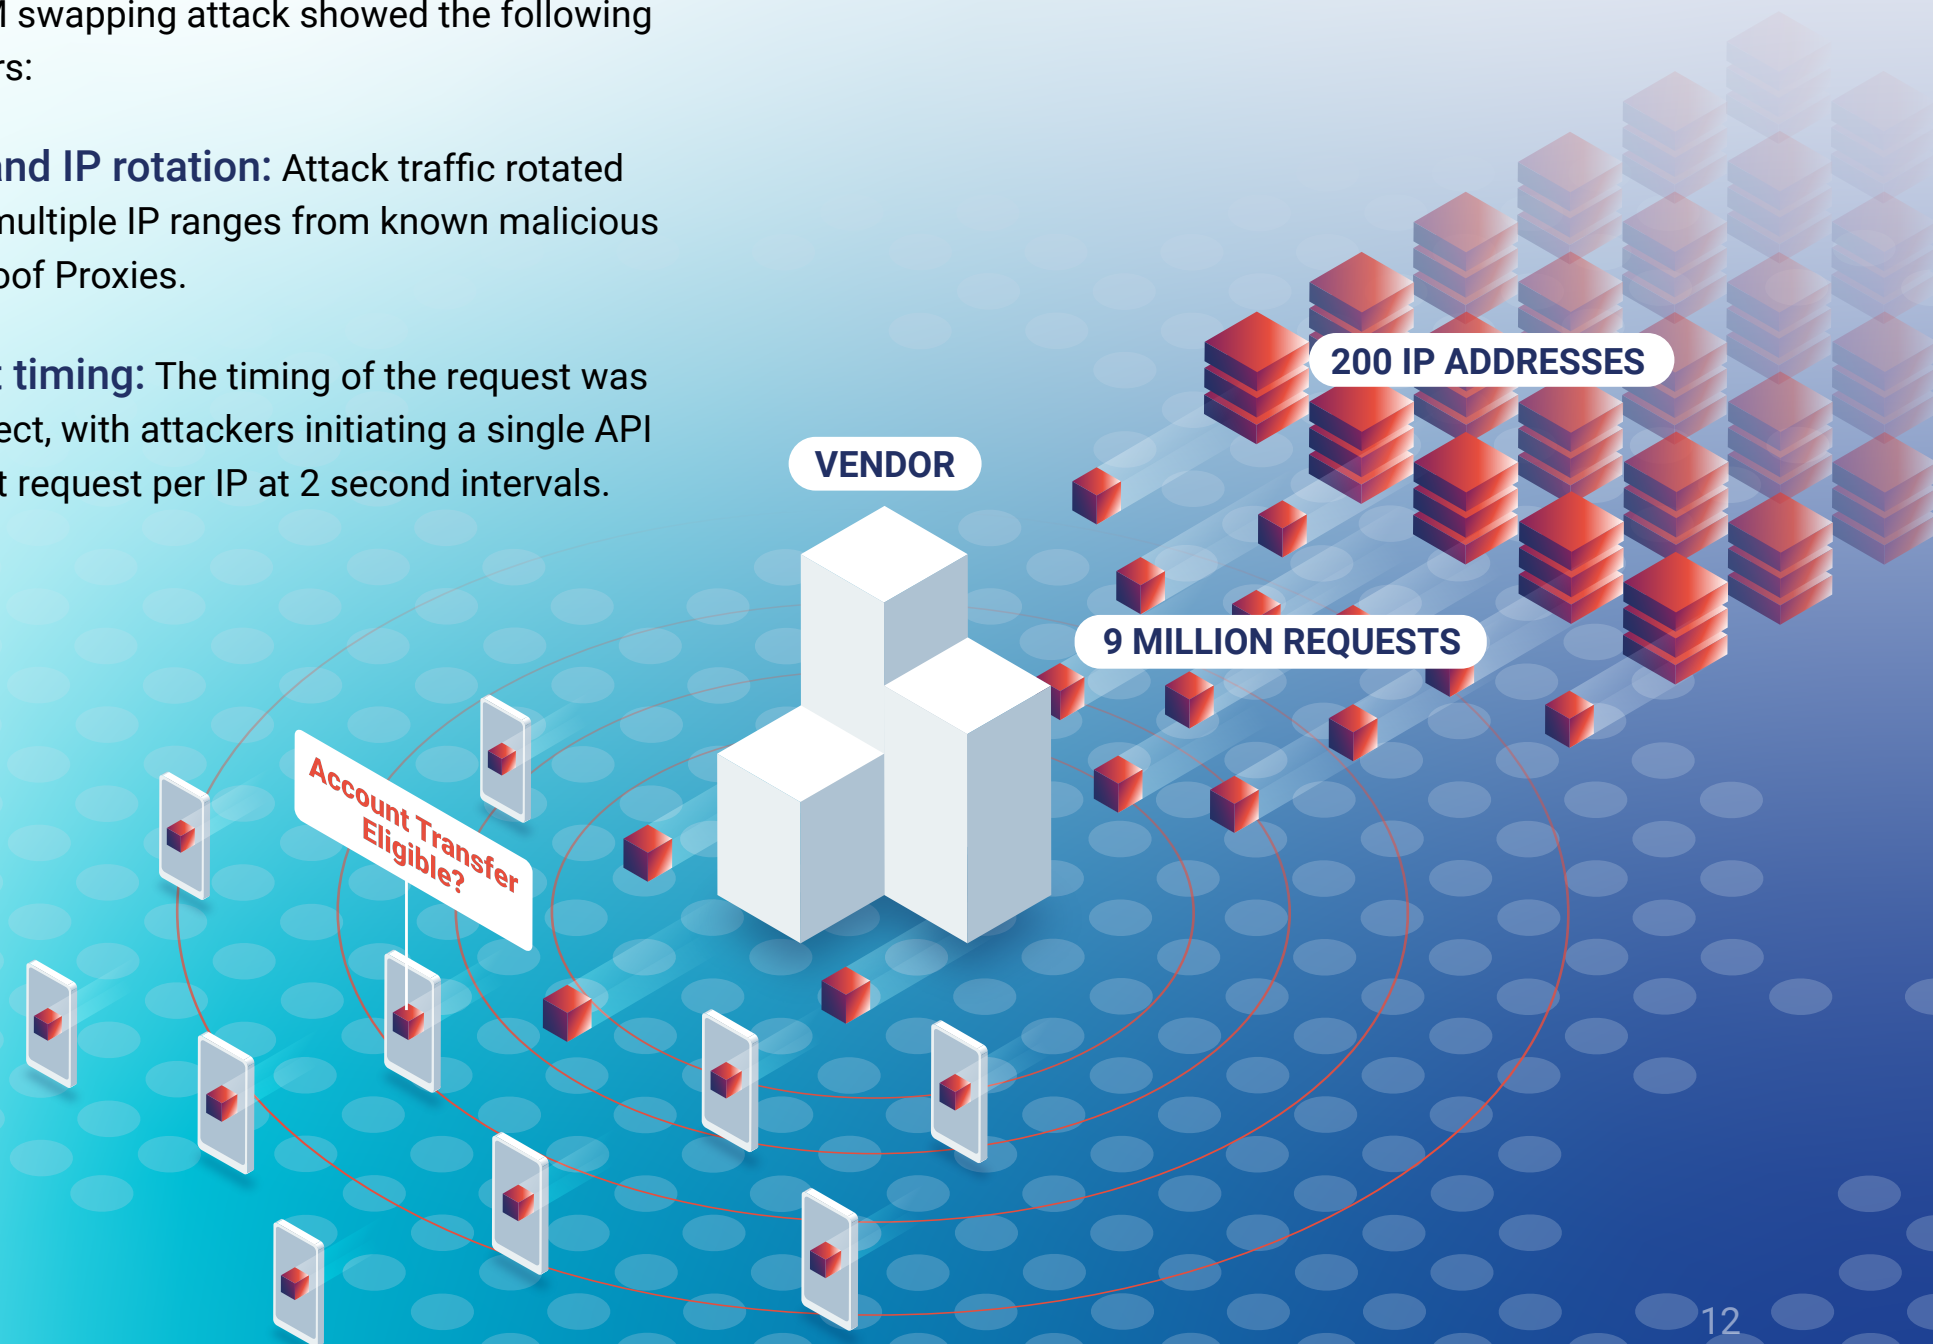 M swapping attack showed the following
rs:
and IP rotation: Attack traffic rotated
multiple IP ranges from known malicious
oof Proxies.
t timing: The timing of the request was
ect, with attackers initiating a single API
t request per IP at 2 second intervals.
200 IP ADDRESSES
VENDOR
9 MILLION REQUESTS
Account Transfer
Eligible?
12